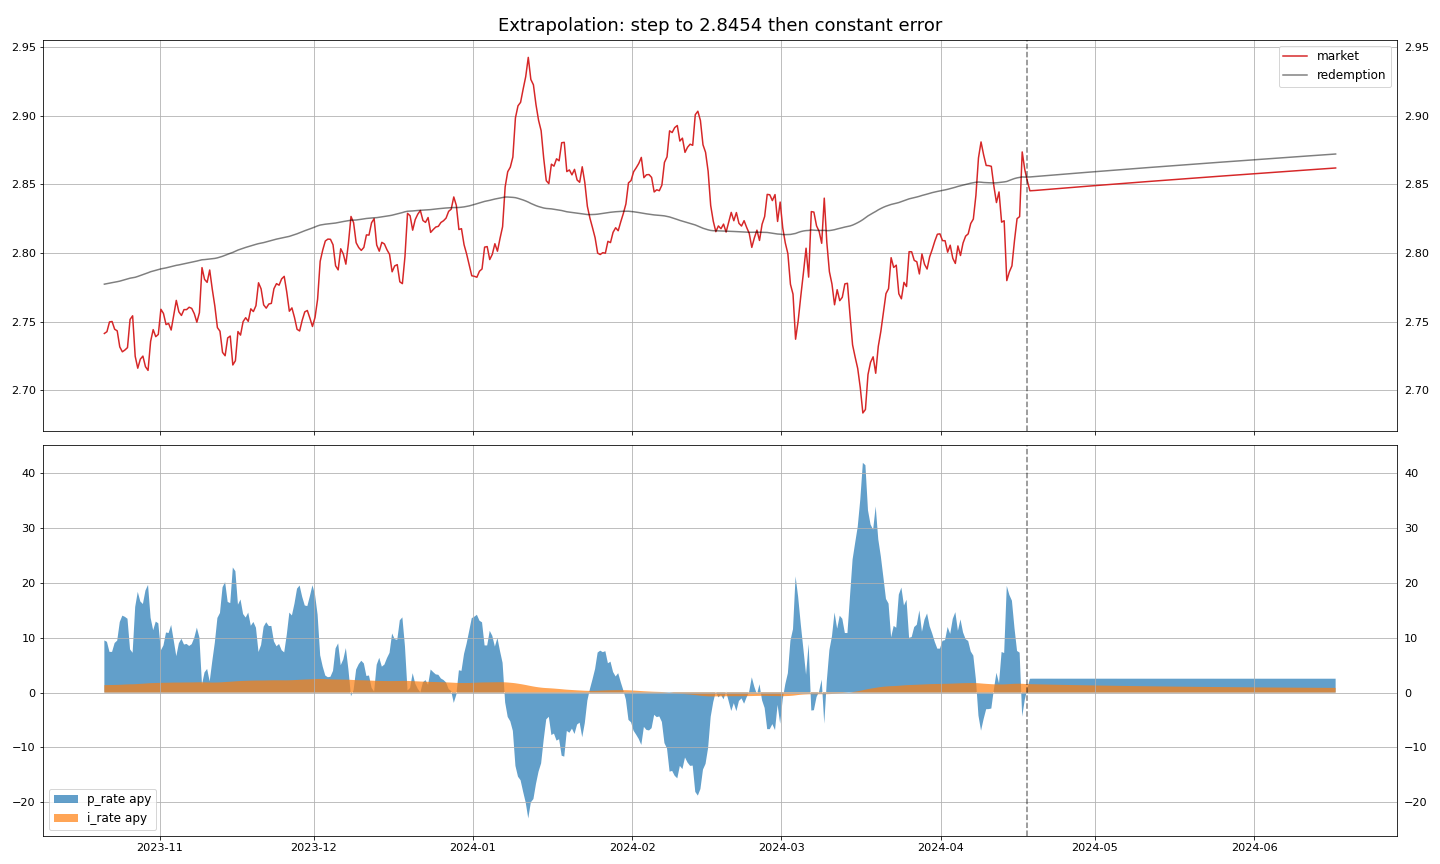 Extrapolation: step to 2.8454 then constant error
2.95 2.95
2.90 2.90
2.85 2.85
2.80 2.80
2.75 2.75
2.70 2.70
market
redemption
40 40
30 30
20 20
10 10
0 0
−10 −10
−20 −20
p_rate apy
i_rate apy
2023-11 2023-12 2024-01 2024-02 2024-03 2024-04 2024-05 2024-06